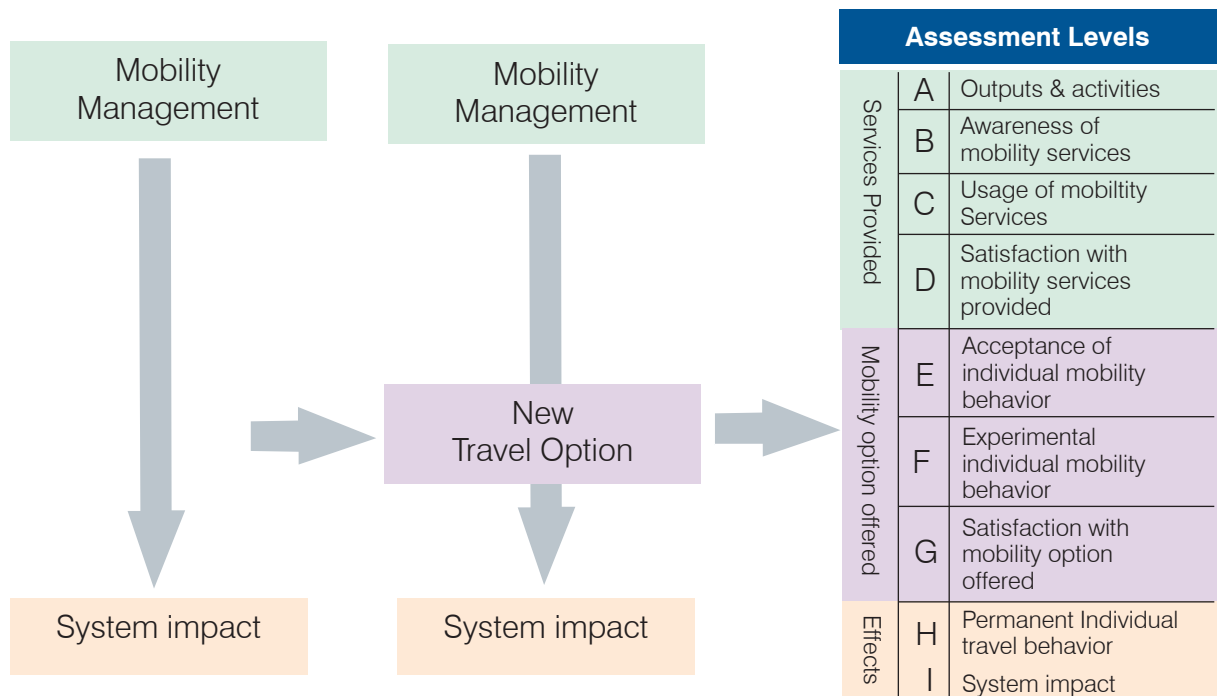 Mobility
Management
System impact
Mobility
Management
New
Travel Option
System impact
Assessment Levels
Services Provided
A Outputs & activities
B Awareness of
mobility services
C Usage of mobiltity
Services
D Satisfaction with
mobility services
provided
Mobility option offered
E Acceptance of
individual mobility
behavior
F Experimental
individual mobility
behavior
G Satisfaction with
mobility option
offered
Effects
H Permanent Individual
travel behavior
I System impact